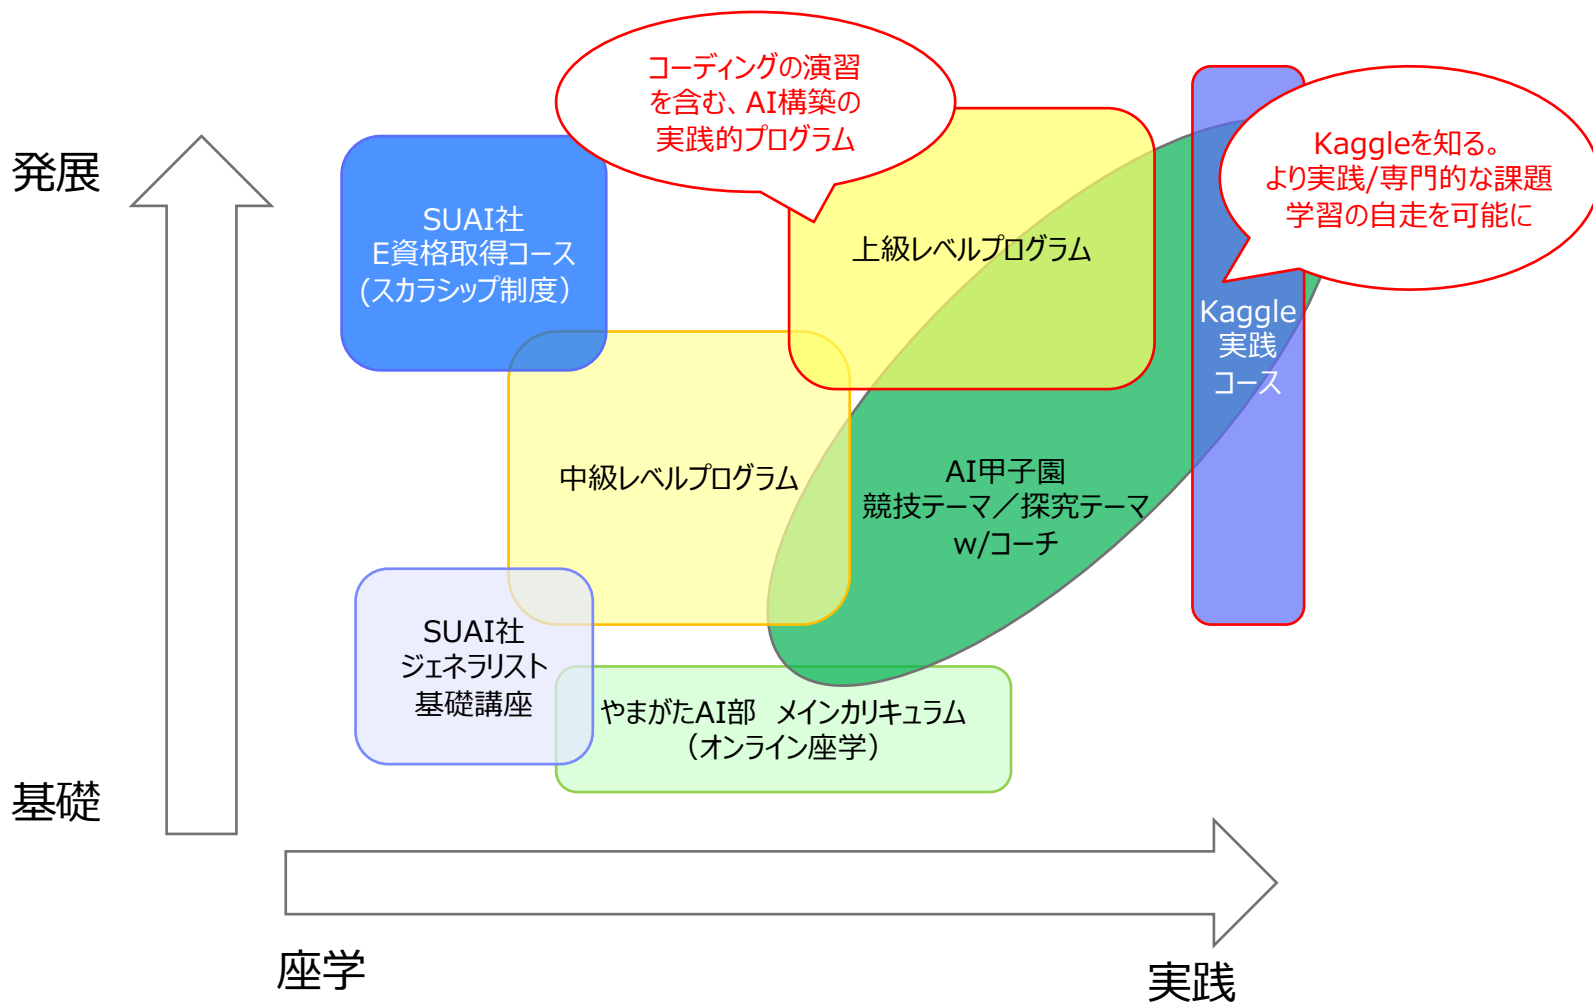 コーディングの演習
を含む、AI構築の
実践的プログラム
Kaggleを知る。
より実践/専門的な課題
学習の自走を可能に
発展
SUAI社
E資格取得コース
(スカラシップ制度）
上級レベルプログラム
Kaggle
実践
コース
中級レベルプログラム
AI甲子園
競技テーマ／探究テーマ
w/コーチ
SUAI社
ジェネラリスト
基礎講座
やまがたAI部　メインカリキュラム
（オンライン座学）
基礎
座学
実践